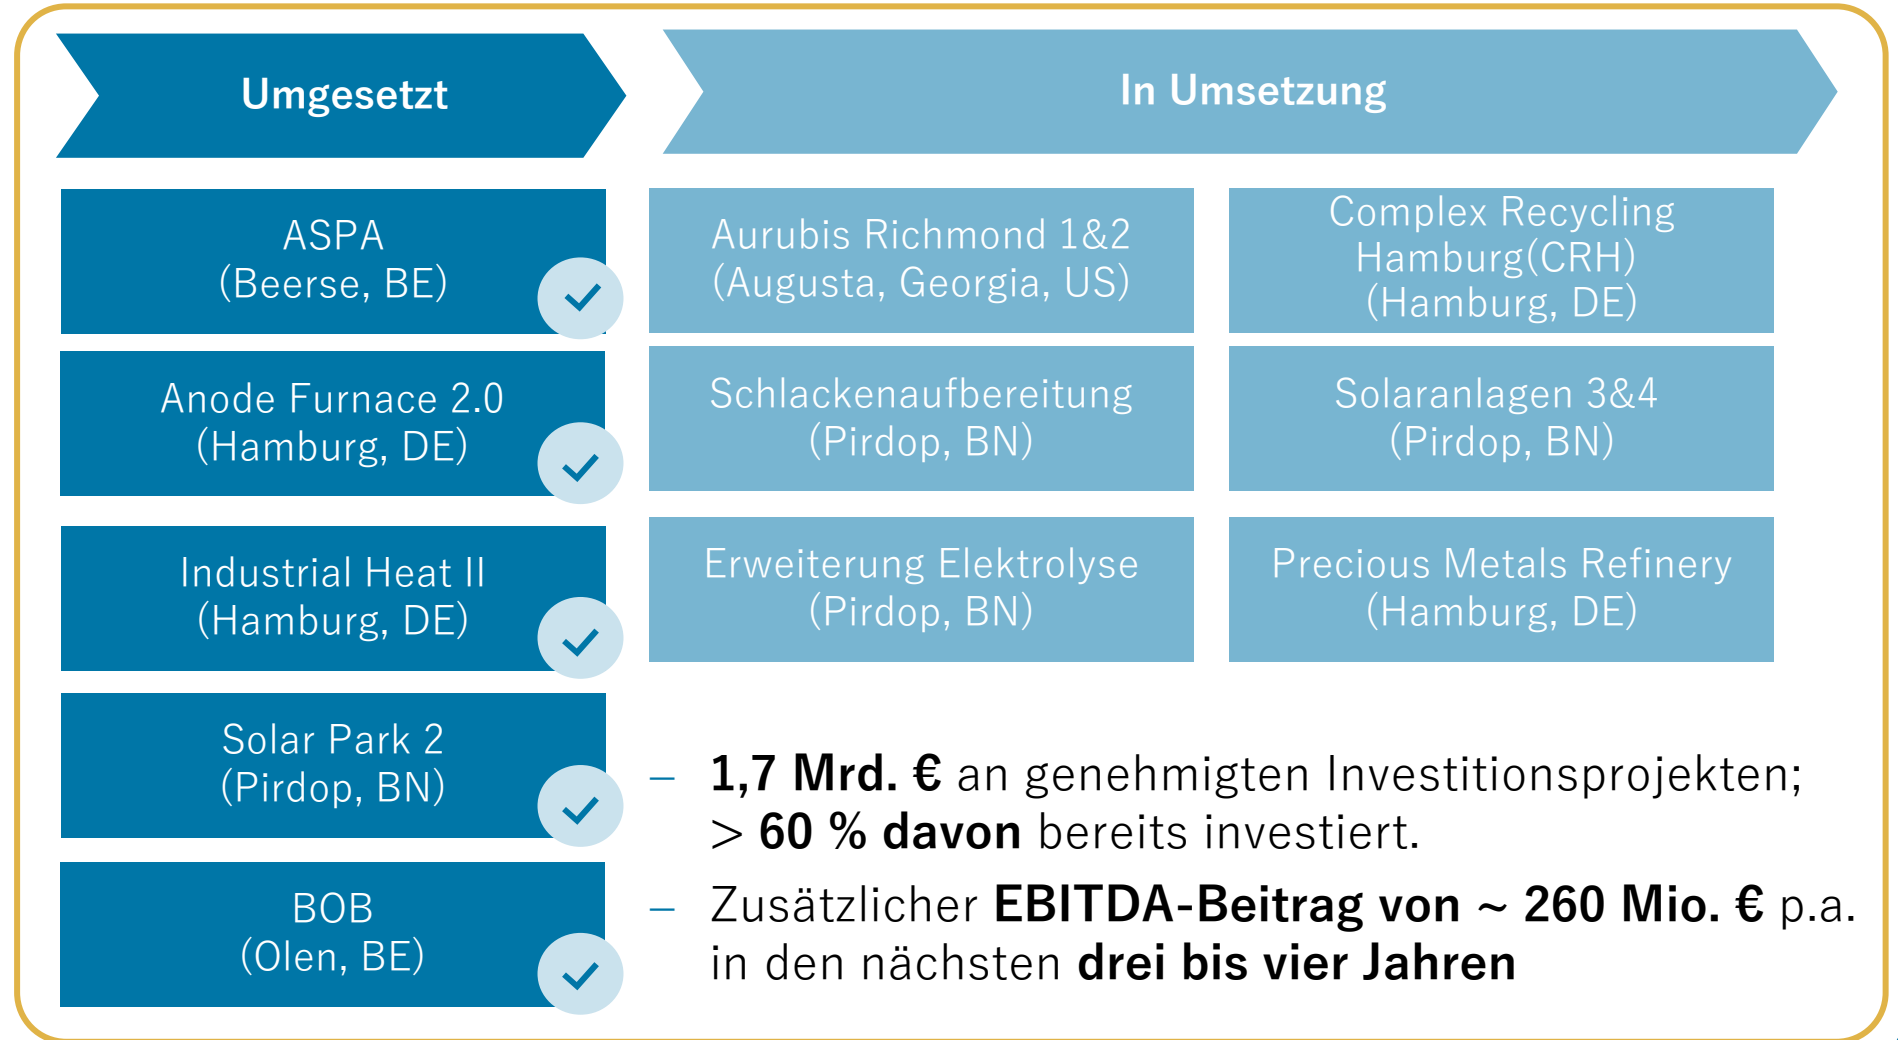 Umgesetzt
In Umsetzung
ASPA
(Beerse, BE)
Anode Furnace 2.0
(Hamburg, DE)
Industrial Heat II
(Hamburg, DE)
Solar Park 2
(Pirdop, BN)
BOB
(Olen, BE)
Aurubis Richmond 1&2
(Augusta, Georgia, US)
Complex Recycling
Hamburg(CRH)
(Hamburg, DE)
Schlackenaufbereitung
(Pirdop, BN)
Solaranlagen 3&4
(Pirdop, BN)
Erweiterung Elektrolyse
(Pirdop, BN)
Precious Metals Refinery
(Hamburg, DE)
– 1,7 Mrd. € an genehmigten Investitionsprojekten;
> 60 % davon bereits investiert.
– Zusätzlicher EBITDA-Beitrag von ~ 260 Mio. € p.a.
in den nächsten drei bis vier Jahren